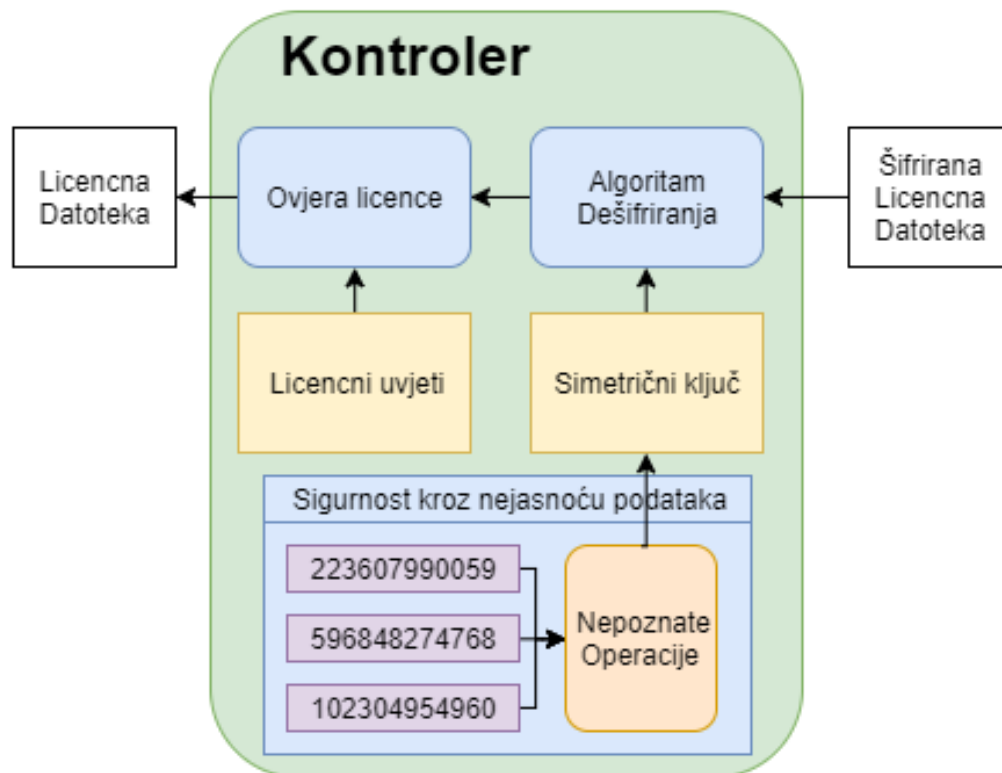 Kontroler
Licencna
Datoteka
Ovjera licence
Algoritam
Dešifriranja
Šifrirana
Licencna
Datoteka
Licencni uvjeti
Simetrični ključ
Sigurnost kroz nejasnoću podataka
223607990059
596848274768
102304954960
Nepoznate
Operacije